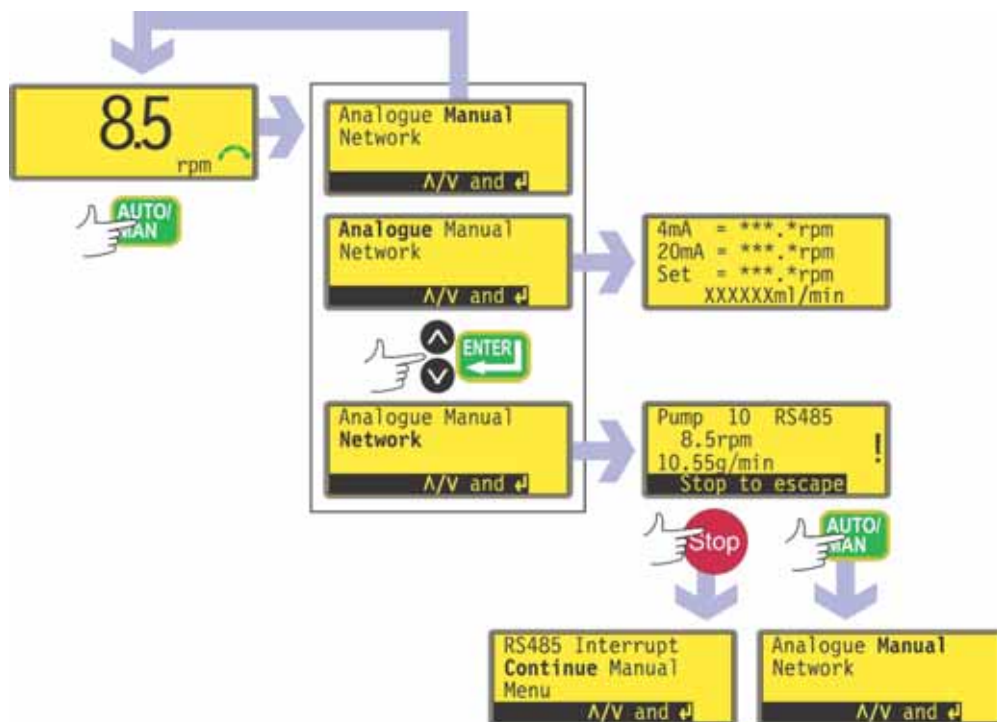 8.5
rpm
AUTO/
MAN
Analogue Manual
Network
Λ/V and ↲
Analogue Manual
Network
Λ/V and ↲
4mA = ***.*rpm
20mA = ***.*rpm
Set = ***.*rpm
XXXXXXml/min
ENTER
Analogue Manual
Network
Λ/V and ↲
Pump 10 RS485
8.5rpm
!
10.55g/min
Stop to escape
Stop
AUTO/
MAN
RS485 Interrupt
Continue Manual
Menu
Λ/V and ↲
Analogue Manual
Network
Λ/V and ↲